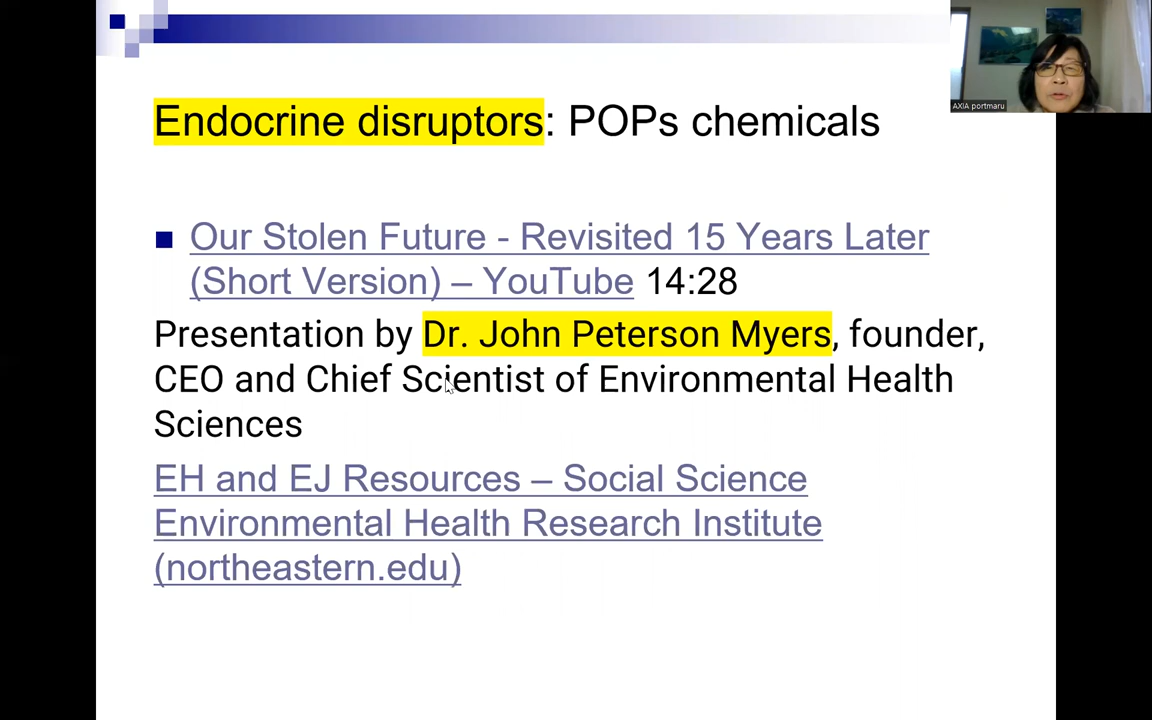 AXIA portmaru
Endocrine disruptors: POPs chemicals
Our Stolen Future - Revisited 15 Years Later
(Short Version) – YouTube 14:28
Presentation by Dr. John Peterson Myers, founder,
CEO and Chief Scientist of Environmental Health
Sciences
EH and EJ Resources – Social Science
Environmental Health Research Institute
(northeastern.edu)